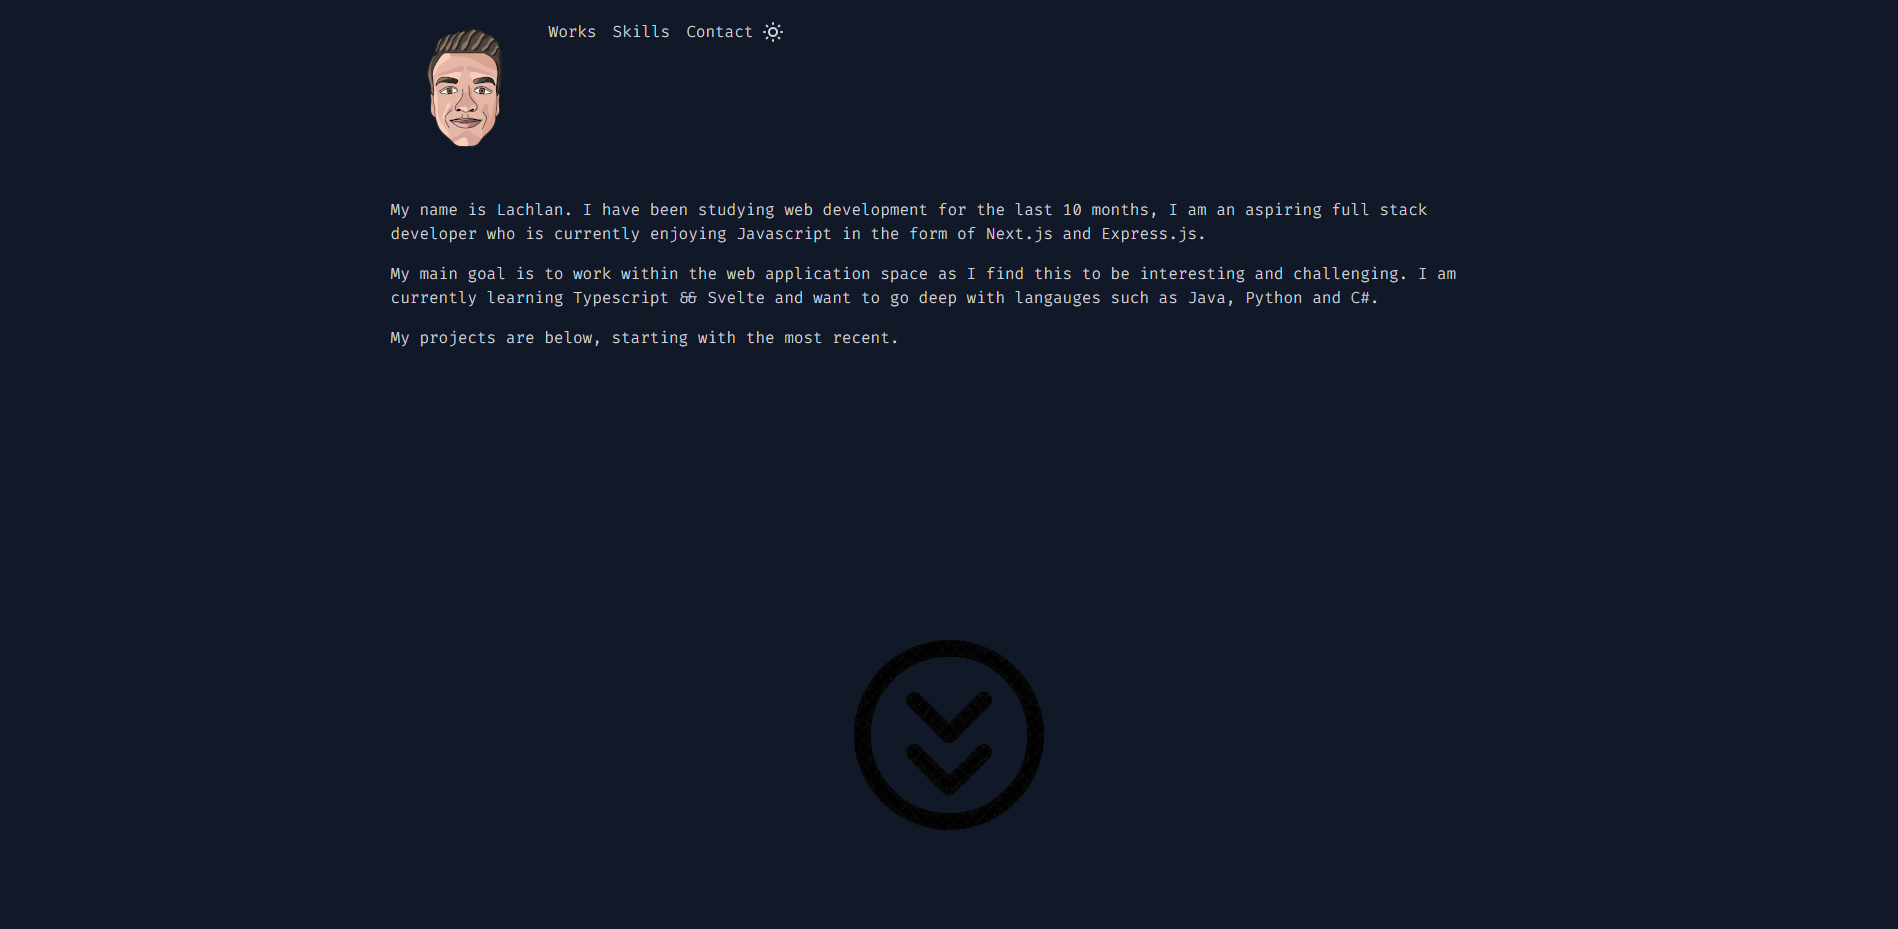 Works Skills Contact
My name is Lachlan. I have been studying web development for the last 10 months, I am an aspiring full stack
developer who is currently enjoying Javascript in the form of Next.js and Express.js.
My main goal is to work within the web application space as I find this to be interesting and challenging. I am
currently learning Typescript && Svelte and want to go deep with langauges such as Java, Python and C#.
My projects are below, starting with the most recent.